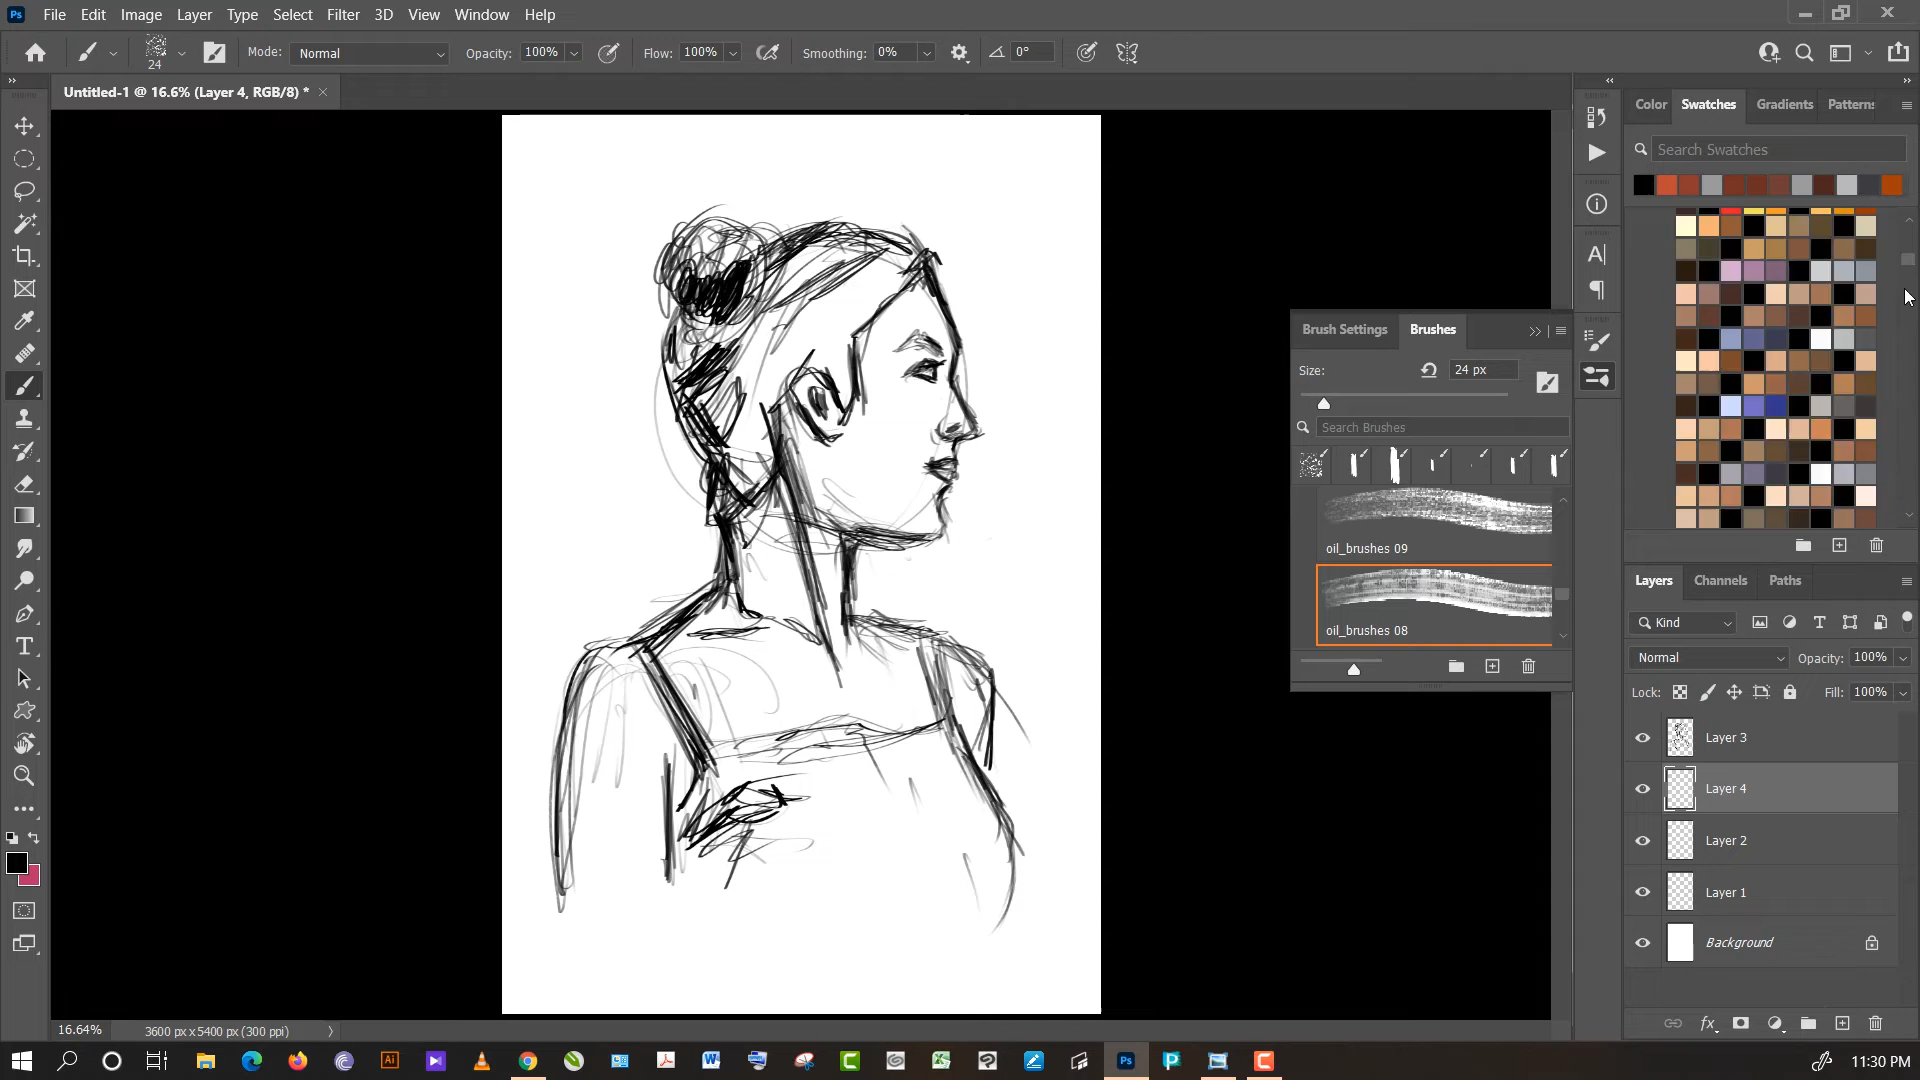 Ps File Edit Image Layer Type Select Filter 3D View Window Help
24 Mode: Normal Opacity: 100% Flow: 100% Smoothing: 0% 0°
Untitled-1 @ 16.6% (Layer 4, RGB/8) *
Color Swatches Gradients Patterns
Search Swatches
Brush Settings Brushes
Size: 24 px
Search Brushes
oil_brushes 09
oil_brushes 08
Layers Channels Paths
Kind
Normal Opacity: 100%
Lock: Fill: 100%
Layer 3
Layer 4
Layer 2
Layer 1
Background
16.64% 3600 px x 5400 px (300 ppi)
Ai Ps 11:30 PM